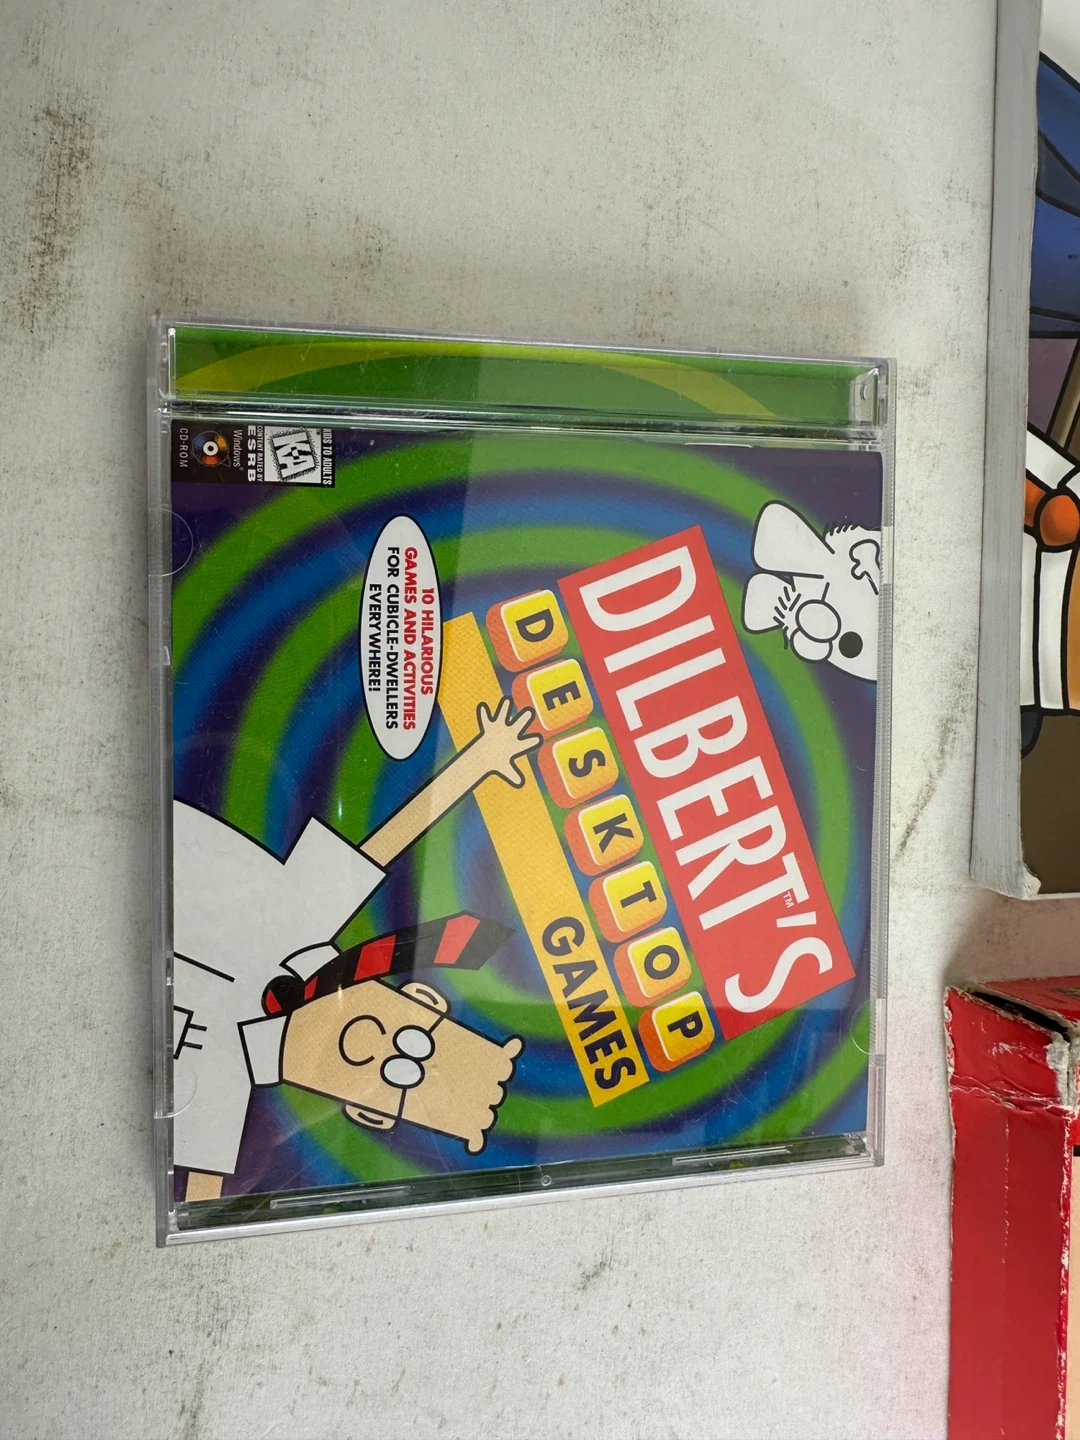 DILBERT'S™
DESKTOP
GAMES
10 HILARIOUS
GAMES AND ACTIVITIES
FOR CUBICLE-DWELLERS
EVERYWHERE!
KIDS TO ADULTS
K-A
CONTENT RATED BY
ESRB
Windows®
CD-ROM